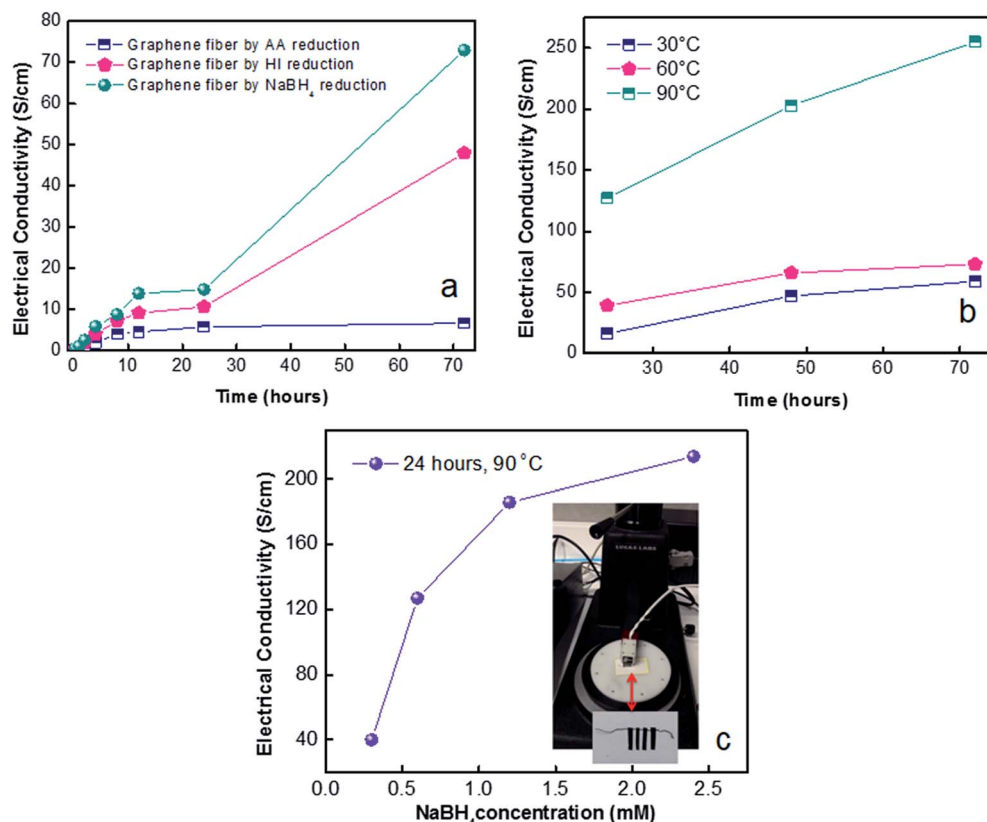 80
70
60
50
40
30
20
10
0
Electrical Conductivity (S/cm)
Graphene fiber by AA reduction
Graphene fiber by HI reduction
Graphene fiber by NaBH4 reduction
a
0 10 20 30 40 50 60 70
Time (hours)
250
200
150
100
50
0
Electrical Conductivity (S/cm)
30°C
60°C
90°C
b
30 40 50 60 70
Time (hours)
200
160
120
80
40
Electrical Conductivity (S/cm)
24 hours, 90°C
LUCAS LABS
c
0.0 0.5 1.0 1.5 2.0 2.5
NaBH4concentration (mM)